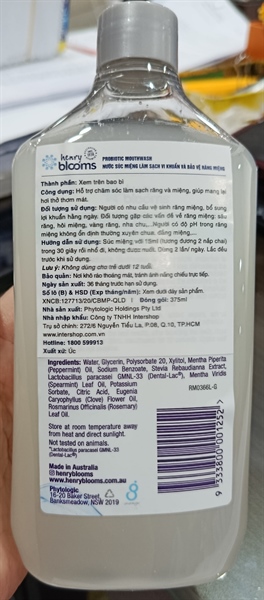 henry blooms
PROBIOTIC MOUTHWASH
NƯỚC SÚC MIỆNG LÀM SẠCH VI KHUẨN VÀ BẢO VỆ RĂNG MIỆNG
Thành phần: Xem trên bao bì
Công dụng: Hỗ trợ chăm sóc làm sạch răng và miệng, giúp mang lại
hơi thở thơm mát.
Đối tượng sử dụng: Người có nhu cầu vệ sinh răng miệng, bổ sung
lợi khuẩn hằng ngày. Đối tượng gặp các vấn đề về răng miệng: sâu
răng, hôi miệng, vàng răng, nha chu,...Người có độ pH trong răng
miệng không ổn định thường xuyên chua, đắng miệng...
Hướng dẫn sử dụng: Súc miệng với 15ml (tương đương 2 nắp chai)
trong 30 giây rồi nhổ đi, không được nuốt. Dùng 2 lần/ ngày. Lắc đều
trước khi sử dụng.
Lưu ý: Không dùng cho trẻ dưới 12 tuổi.
Bảo quản: Nơi khô ráo thoáng mát, tránh ánh nắng chiếu trực tiếp.
Ngày sản xuất: 36 tháng trước hạn sử dụng.
Số lô (B) & HSD (Exp tháng/năm): Xem dưới đáy sản phẩm.
XNCB:127713/20/CBMP-QLD Đóng gói: 375ml
Nhà sản xuất: Phytologic Holdings Pty Ltd
Nhà nhập khẩu: Công ty TNHH Intershop
Trụ sở chính: 272/6 Nguyễn Tiểu La, P.08, Q.10, TP.HCM
www.intershop.com.vn
Hotline: 1800 599913
Xuất xứ: Úc
Ingredients: Water, Glycerin, Polysorbate 20, Xylitol, Mentha Piperita
(Peppermint) Oil, Sodium Benzoate, Stevia Rebaudianna Extract,
Lactobacillus paracasei GMNL-33 (Dental-Lac®), Mentha Viridis
(Spearmint) Leaf Oil, Potassium
Sorbate, Citric Acid, Eugenia
Caryophyllus (Clove) Flower Oil,
Rosmarinus Officinalis (Rosemary)
Leaf Oil.
RM0386L-G
Store at room temperature away
from heat and direct sunlight.
Not tested on animals.
*Lactobacillus paracasei GMNL-33
(Dental-Lac®)
Made in Australia
henryblooms
www.henryblooms.com.au
Phytologic
16-20 Baker Street,
Banksmeadow, NSW 2019
9 333800 001252 >